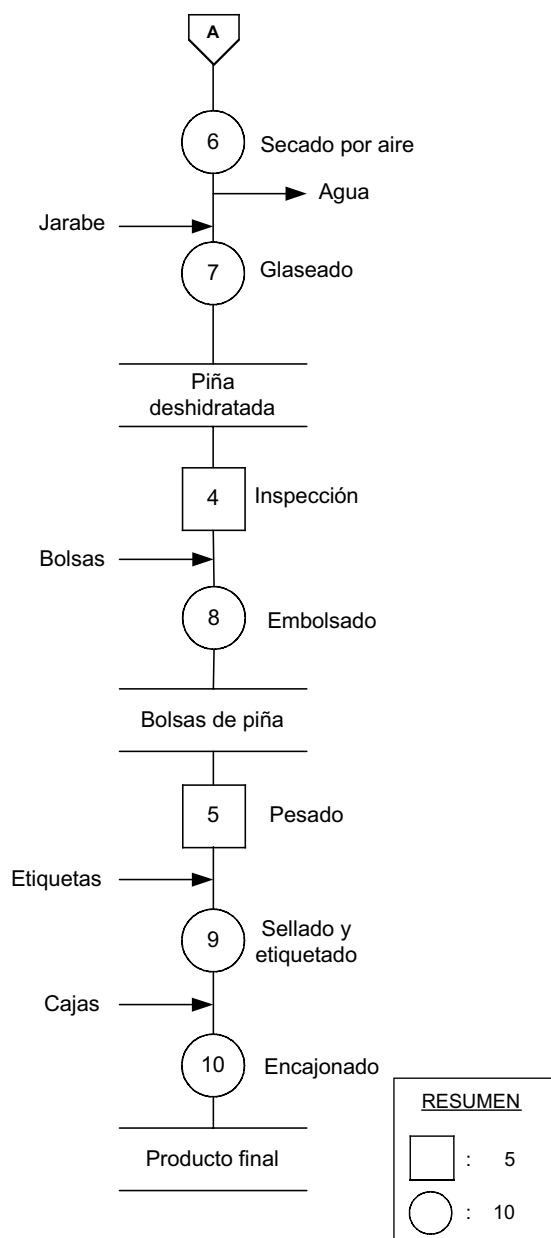 A
6 Secado por aire
Agua
Jarabe
7 Glaseado
Piña
deshidratada
4 Inspección
Bolsas
8 Embolsado
Bolsas de piña
5 Pesado
Etiquetas
9 Sellado y
etiquetado
Cajas
10 Encajonado
Producto final
RESUMEN
: 5
: 10